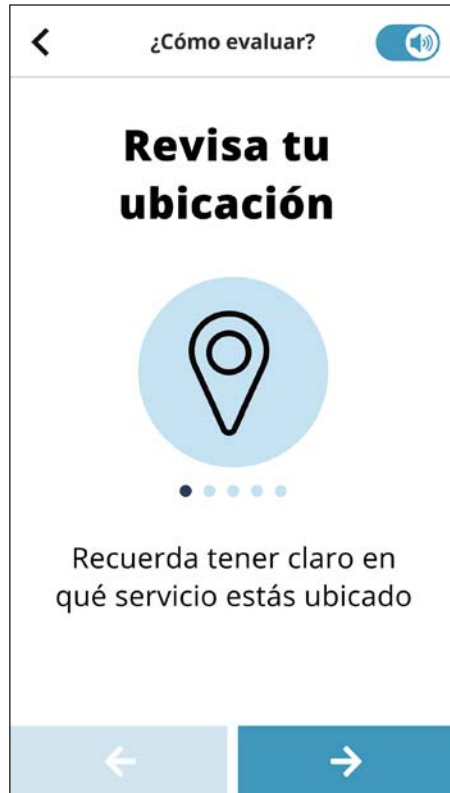 ¿Cómo evaluar?
Revisa tu
ubicación
Recuerda tener claro en
qué servicio estás ubicado